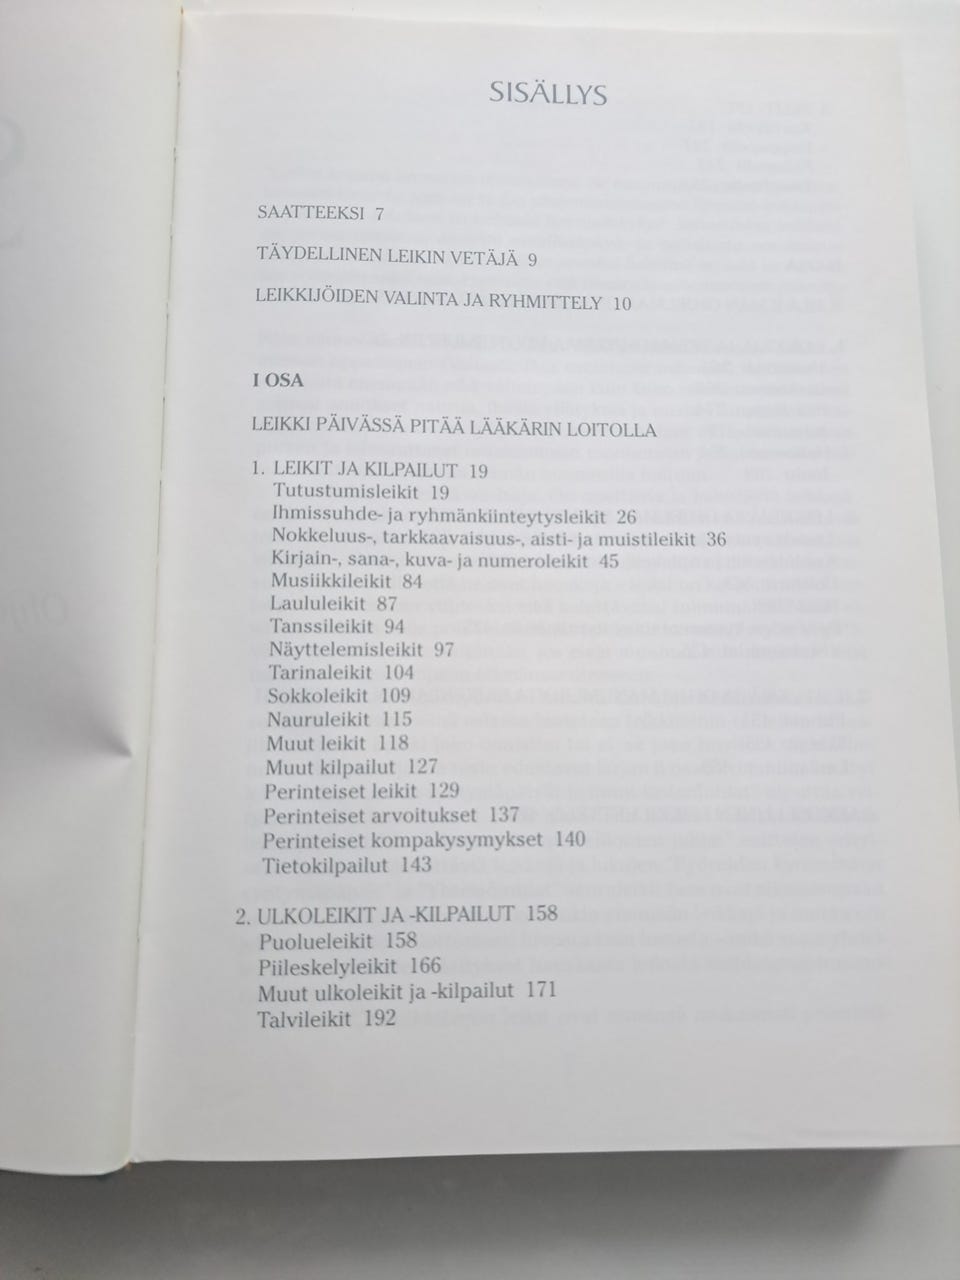 SISÄLLYS
SAATTEEKSI 7
TÄYDELLINEN LEIKIN VETÄJÄ 9
LEIKKIJÖIDEN VALINTA JA RYHMITTELY 10
I OSA
LEIKKI PÄIVÄSSÄ PITÄÄ LÄÄKÄRIN LOITOLLA
1. LEIKIT JA KILPAILUT 19
Tutustumisleikit 19
Ihmissuhde- ja ryhmänkiinteytysleikit 26
Nokkeluus-, tarkkaavaisuus-, aisti- ja muistileikit 36
Kirjain-, sana-, kuva- ja numeroleikit 45
Musiikkileikit 84
Laululeikit 87
Tanssileikit 94
Näyttelemisleikit 97
Tarinaleikit 104
Sokkoleikit 109
Nauruleikit 115
Muut leikit 118
Muut kilpailut 127
Perinteiset leikit 129
Perinteiset arvoitukset 137
Perinteiset kompakysymykset 140
Tietokilpailut 143
2. ULKOLEIKIT JA -KILPAILUT 158
Puolueleikit 158
Piileskelyleikit 166
Muut ulkoleikit ja -kilpailut 171
Talvileikit 192